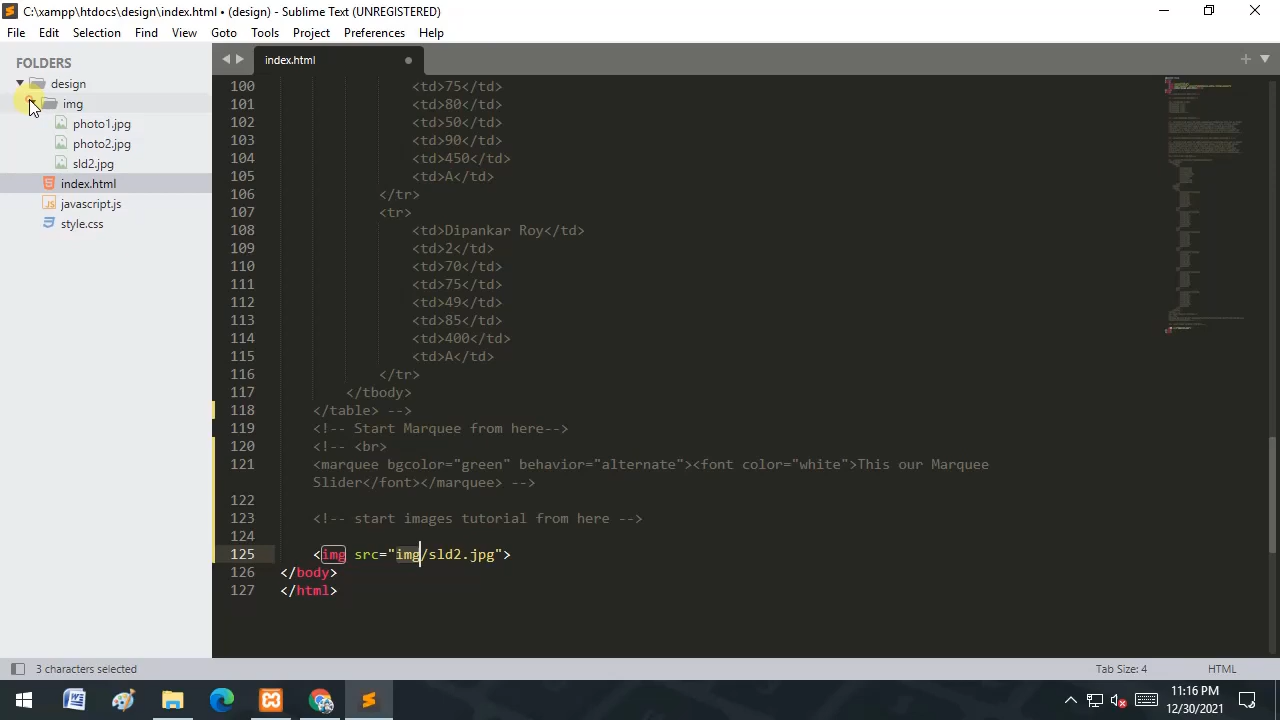 C:\xampp\htdocs\design\index.html • (design) - Sublime Text (UNREGISTERED)
File Edit Selection Find View Goto Tools Project Preferences Help
FOLDERS
design
img
photo1.jpg
photo2.jpg
sld2.jpg
index.html
javascript.js
style.css
index.html
100 <td>75</td>
101 <td>80</td>
102 <td>50</td>
103 <td>90</td>
104 <td>450</td>
105 <td>A</td>
106 </tr>
107 <tr>
108 <td>Dipankar Roy</td>
109 <td>2</td>
110 <td>70</td>
111 <td>75</td>
112 <td>49</td>
113 <td>85</td>
114 <td>400</td>
115 <td>A</td>
116 </tr>
117 </tbody>
118 </table> -->
119 <!-- Start Marquee from here-->
120 <!-- <br>
121 <marquee bgcolor="green" behavior="alternate"><font color="white">This our Marquee
Slider</font></marquee> -->
122
123 <!-- start images tutorial from here -->
124
125 <img src="img/sld2.jpg">
126 </body>
127 </html>
3 characters selected
Tab Size: 4 HTML
11:16 PM
12/30/2021